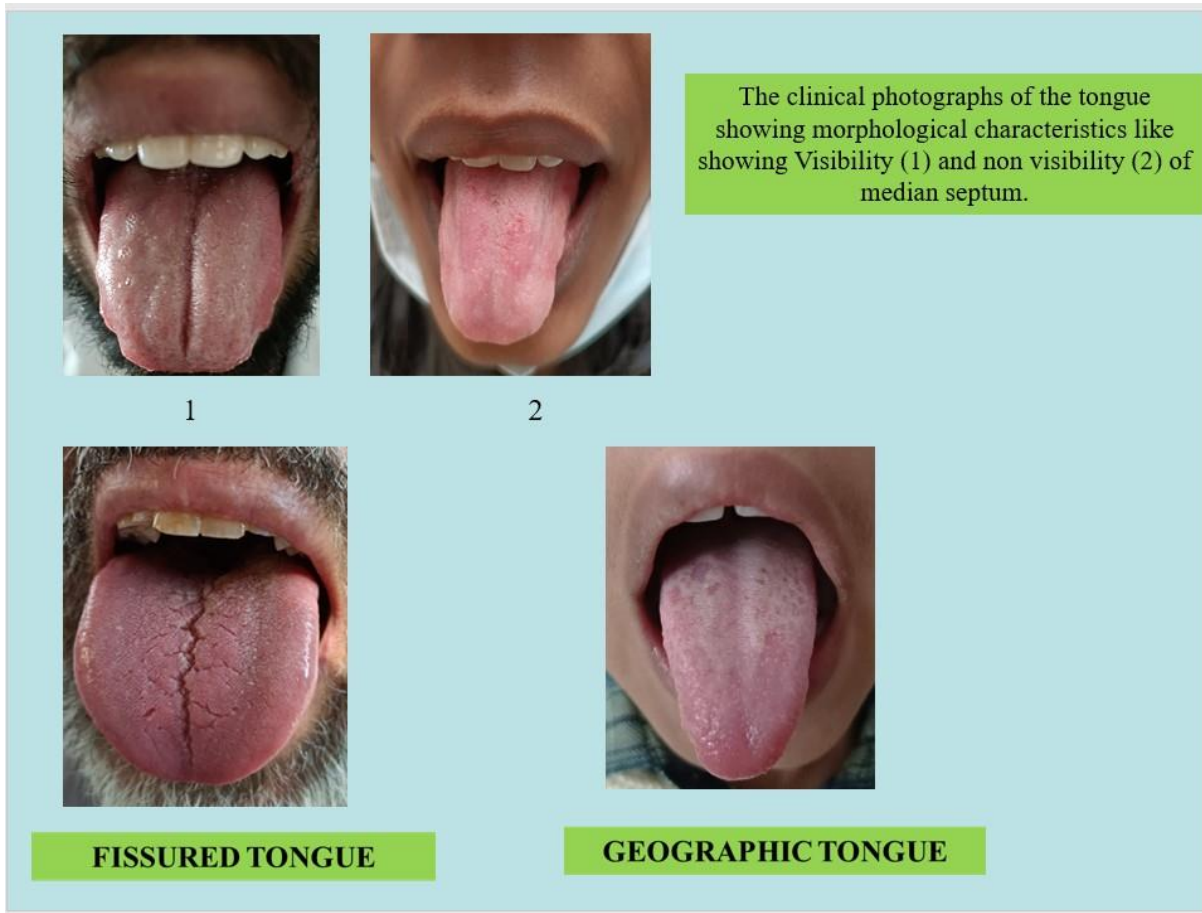 The clinical photographs of the tongue
showing morphological characteristics like
showing Visibility (1) and non visibility (2) of
median septum.
1
2
FISSURED TONGUE
GEOGRAPHIC TONGUE